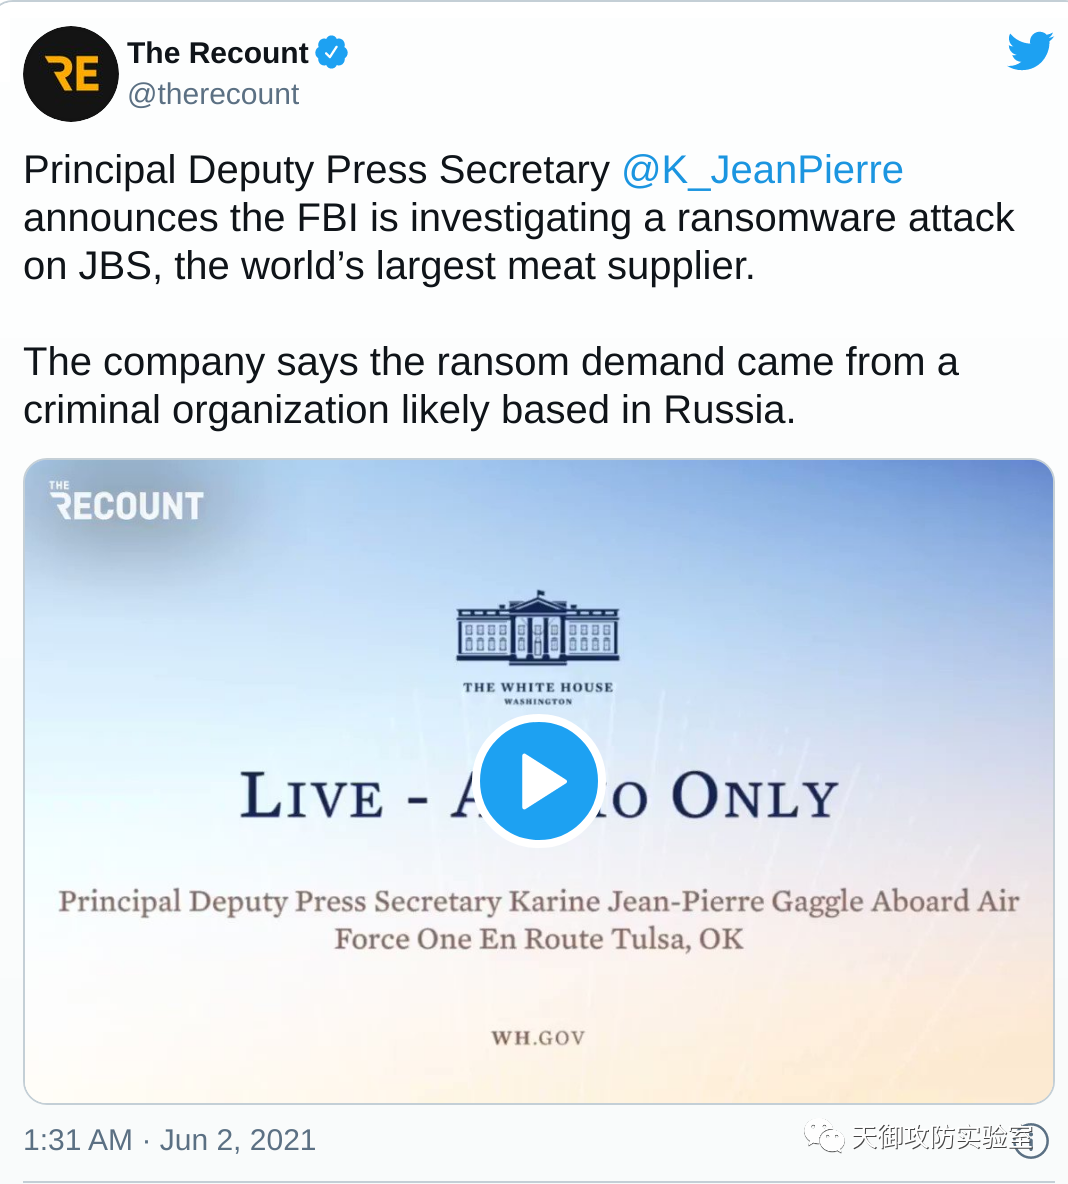 RE
The Recount
@therecount
Principal Deputy Press Secretary @K_JeanPierre
announces the FBI is investigating a ransomware attack
on JBS, the world’s largest meat supplier.
The company says the ransom demand came from a
criminal organization likely based in Russia.
THE
RECOUNT
THE WHITE HOUSE
WASHINGTON
LIVE - A O ONLY
Principal Deputy Press Secretary Karine Jean-Pierre Gaggle Aboard Air
Force One En Route Tulsa, OK
WH.GOV
1:31 AM · Jun 2, 2021
天御攻防实验室